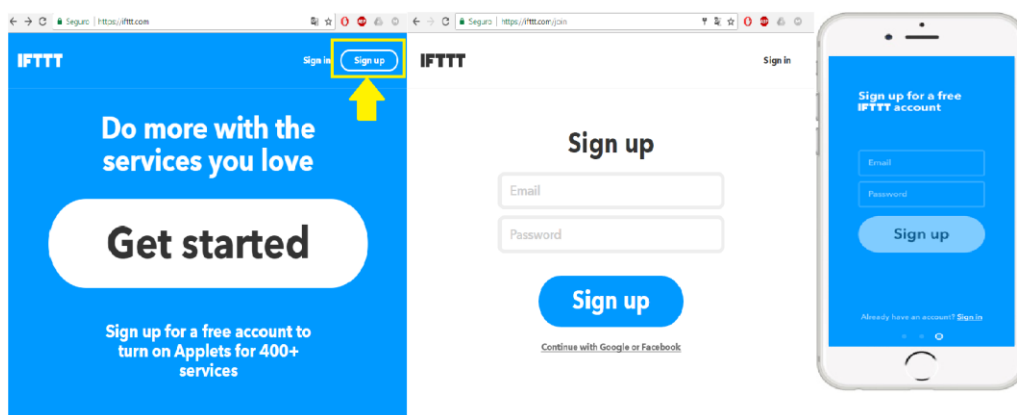 Seguro | https://ifttt.com
IFTTT
Sign in
Sign up
Do more with the
services you love
Get started
Sign up for a free account to
turn on Applets for 400+
services
Seguro | https://ifttt.com/join
IFTTT
Sign in
Sign up
Email
Password
Sign up
Continue with Google or Facebook
Sign up for a free
IFTTT account
Email
Password
Sign up
Already have an account? Sign in